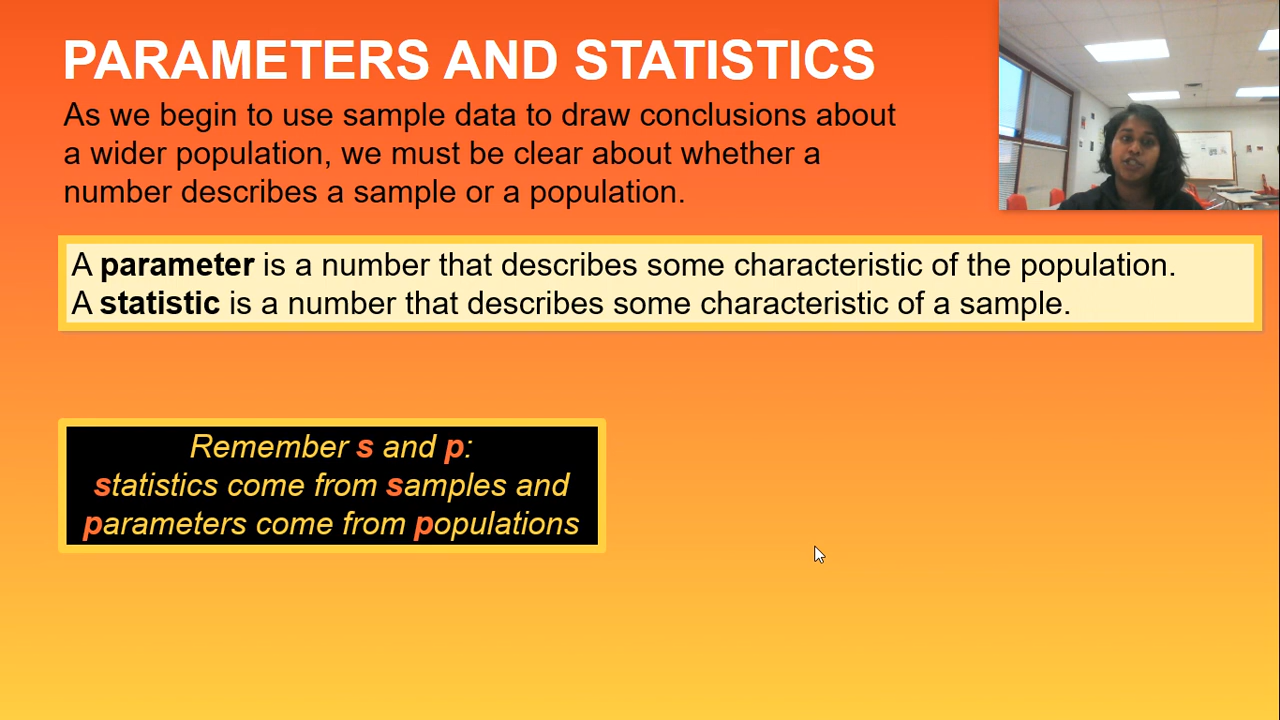 PARAMETERS AND STATISTICS
As we begin to use sample data to draw conclusions about
a wider population, we must be clear about whether a
number describes a sample or a population.
A parameter is a number that describes some characteristic of the population.
A statistic is a number that describes some characteristic of a sample.
Remember s and p:
statistics come from samples and
parameters come from populations